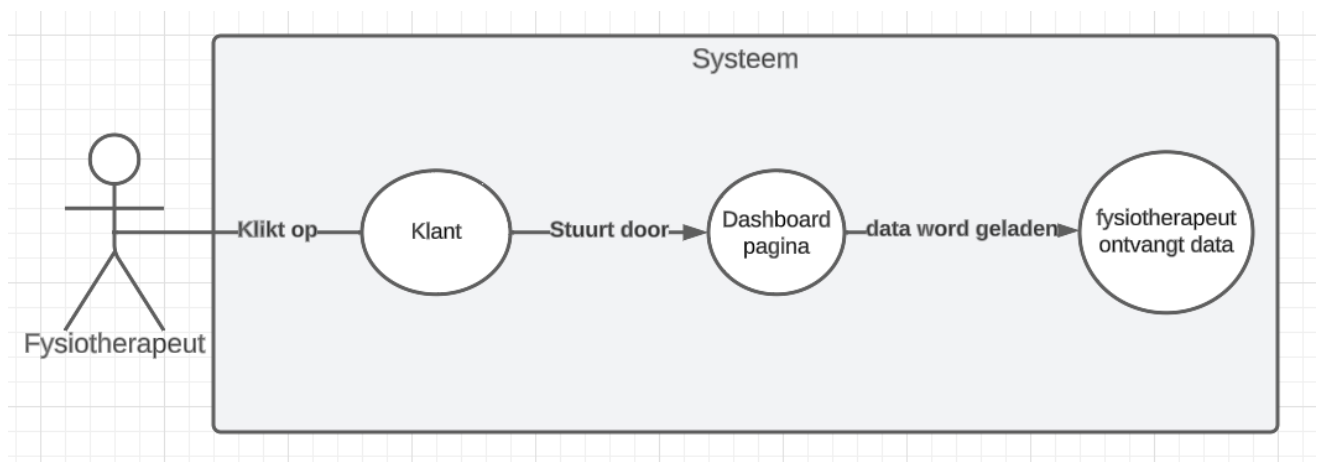 Systeem
Klikt op
Klant
Stuurt door
Dashboard
pagina
data word geladen
fysiotherapeut
ontvangt data
Fysiotherapeut